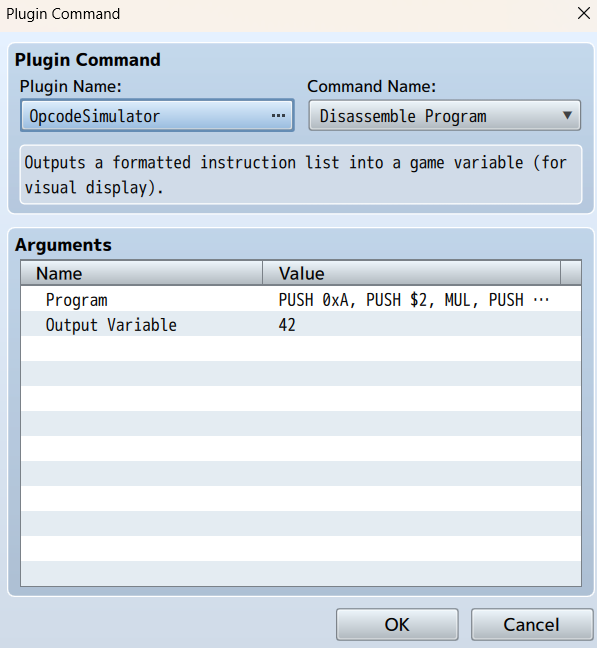 Plugin Command
Plugin Command
Plugin Name:
Command Name:
OpcodeSimulator ···
Disassemble Program
Outputs a formatted instruction list into a game variable (for
visual display).
Arguments
Name Value
Program PUSH 0xA, PUSH $2, MUL, PUSH ···
Output Variable 42
OK Cancel